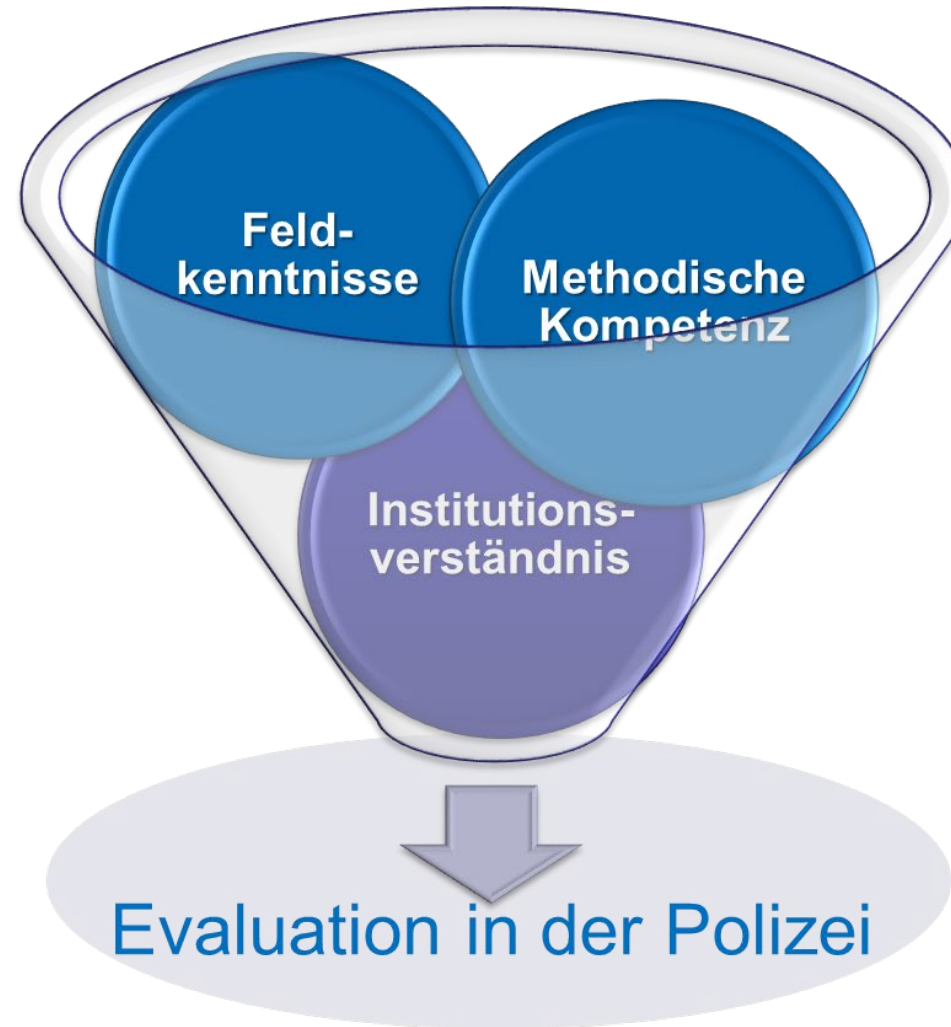 Feld-
kenntnisse
Methodische
Kompetenz
Institutions-
verständnis
Evaluation in der Polizei